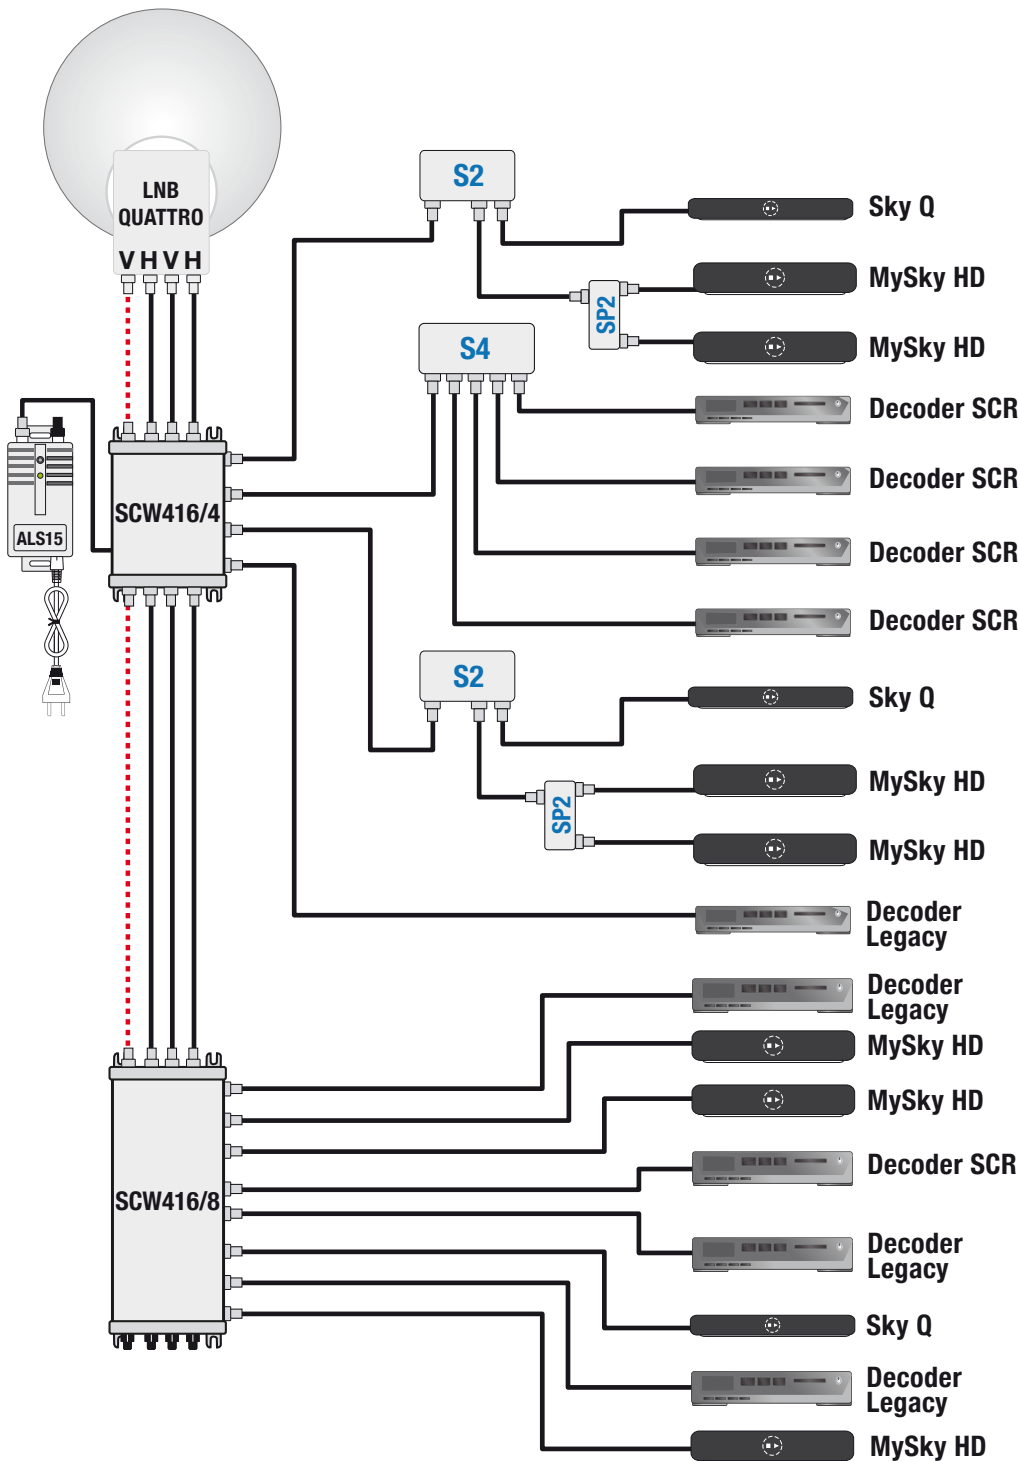 LNB
QUATTRO
V H V H
S2
Sky Q
MySky HD
SP2
MySky HD
S4
Decoder SCR
Decoder SCR
SCW416/4
ALS15
Decoder SCR
Decoder SCR
S2
Sky Q
MySky HD
SP2
MySky HD
Decoder
Legacy
Decoder
Legacy
MySky HD
MySky HD
Decoder SCR
SCW416/8
Decoder
Legacy
Sky Q
Decoder
Legacy
MySky HD